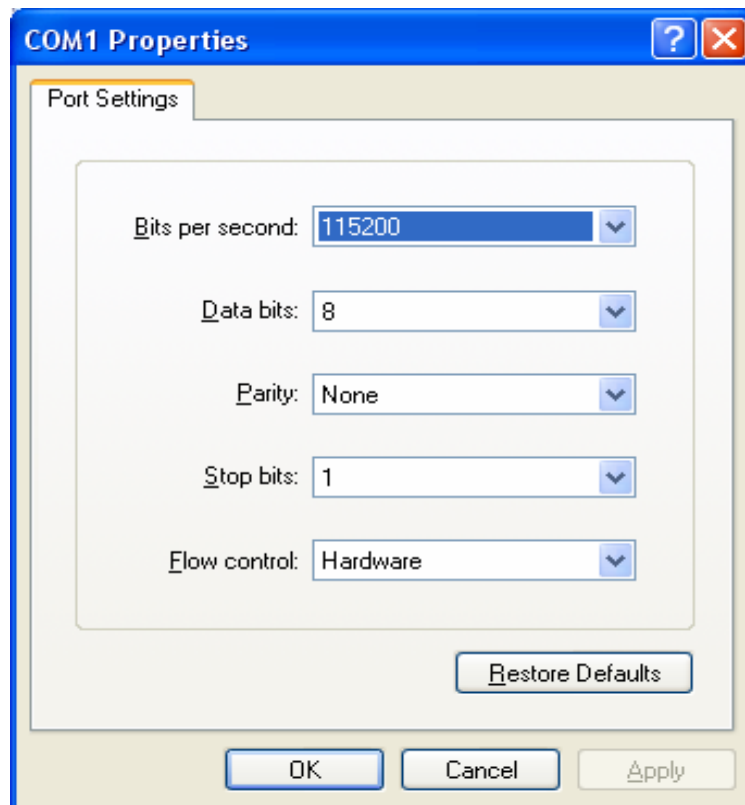 COM1 Properties
Port Settings
Bits per second: 115200
Data bits: 8
Parity: None
Stop bits: 1
Flow control: Hardware
Restore Defaults
OK Cancel Apply